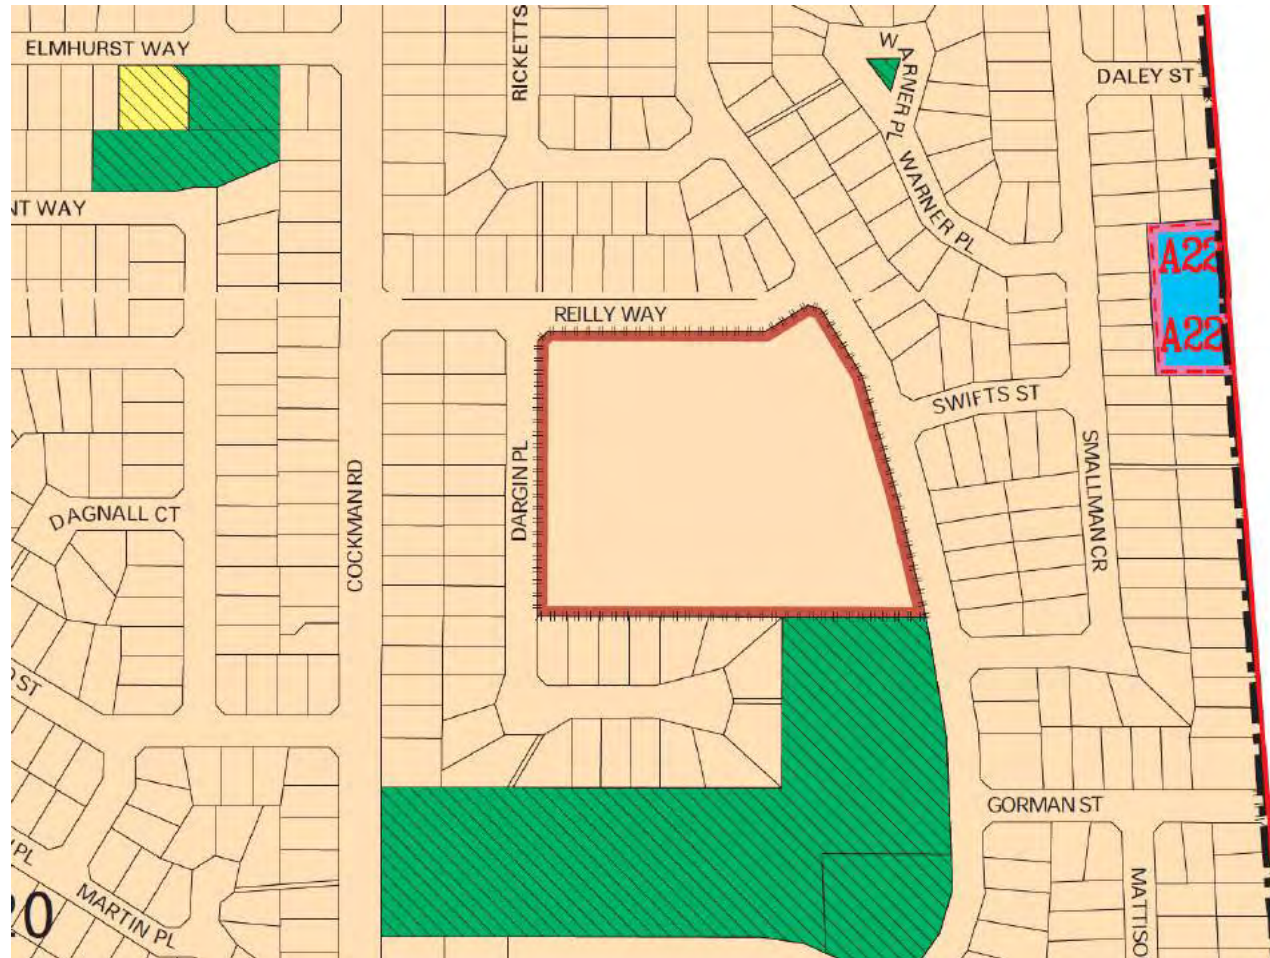 ELMHURST WAY
RICKETTS
WARNER PL
DALEY ST
NT WAY
WARNER PL
A22
REILLY WAY
A22
SWIFTS ST
DARGIN PL
SMALLMAN CR
COCKMAN RD
DAGNALL CT
ST
GORMAN ST
PL
MARTIN PL
MATTISO
20